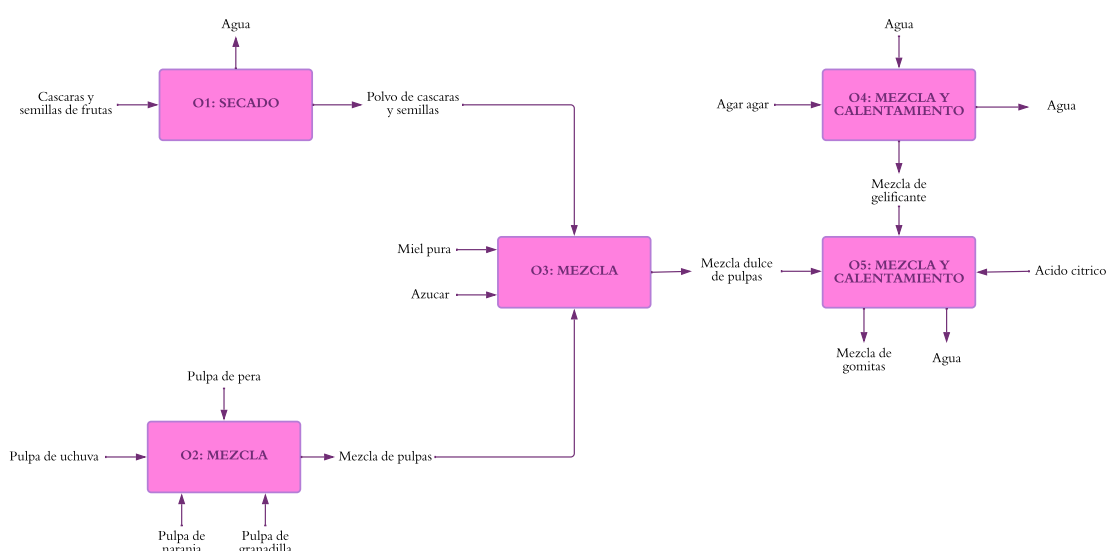 Agua
Cascaras y
semillas de frutas
O1: SECADO
Polvo de cascaras
y semillas
Agua
Agar agar
O4: MEZCLA Y
CALENTAMIENTO
Agua
Mezcla de
gelificante
Miel pura
Azucar
O3: MEZCLA
Mezcla dulce
de pulpas
O5: MEZCLA Y
CALENTAMIENTO
Acido citrico
Mezcla de
gomitas
Agua
Pulpa de pera
Pulpa de uchuva
O2: MEZCLA
Mezcla de pulpas
Pulpa de
naranja
Pulpa de
granadilla